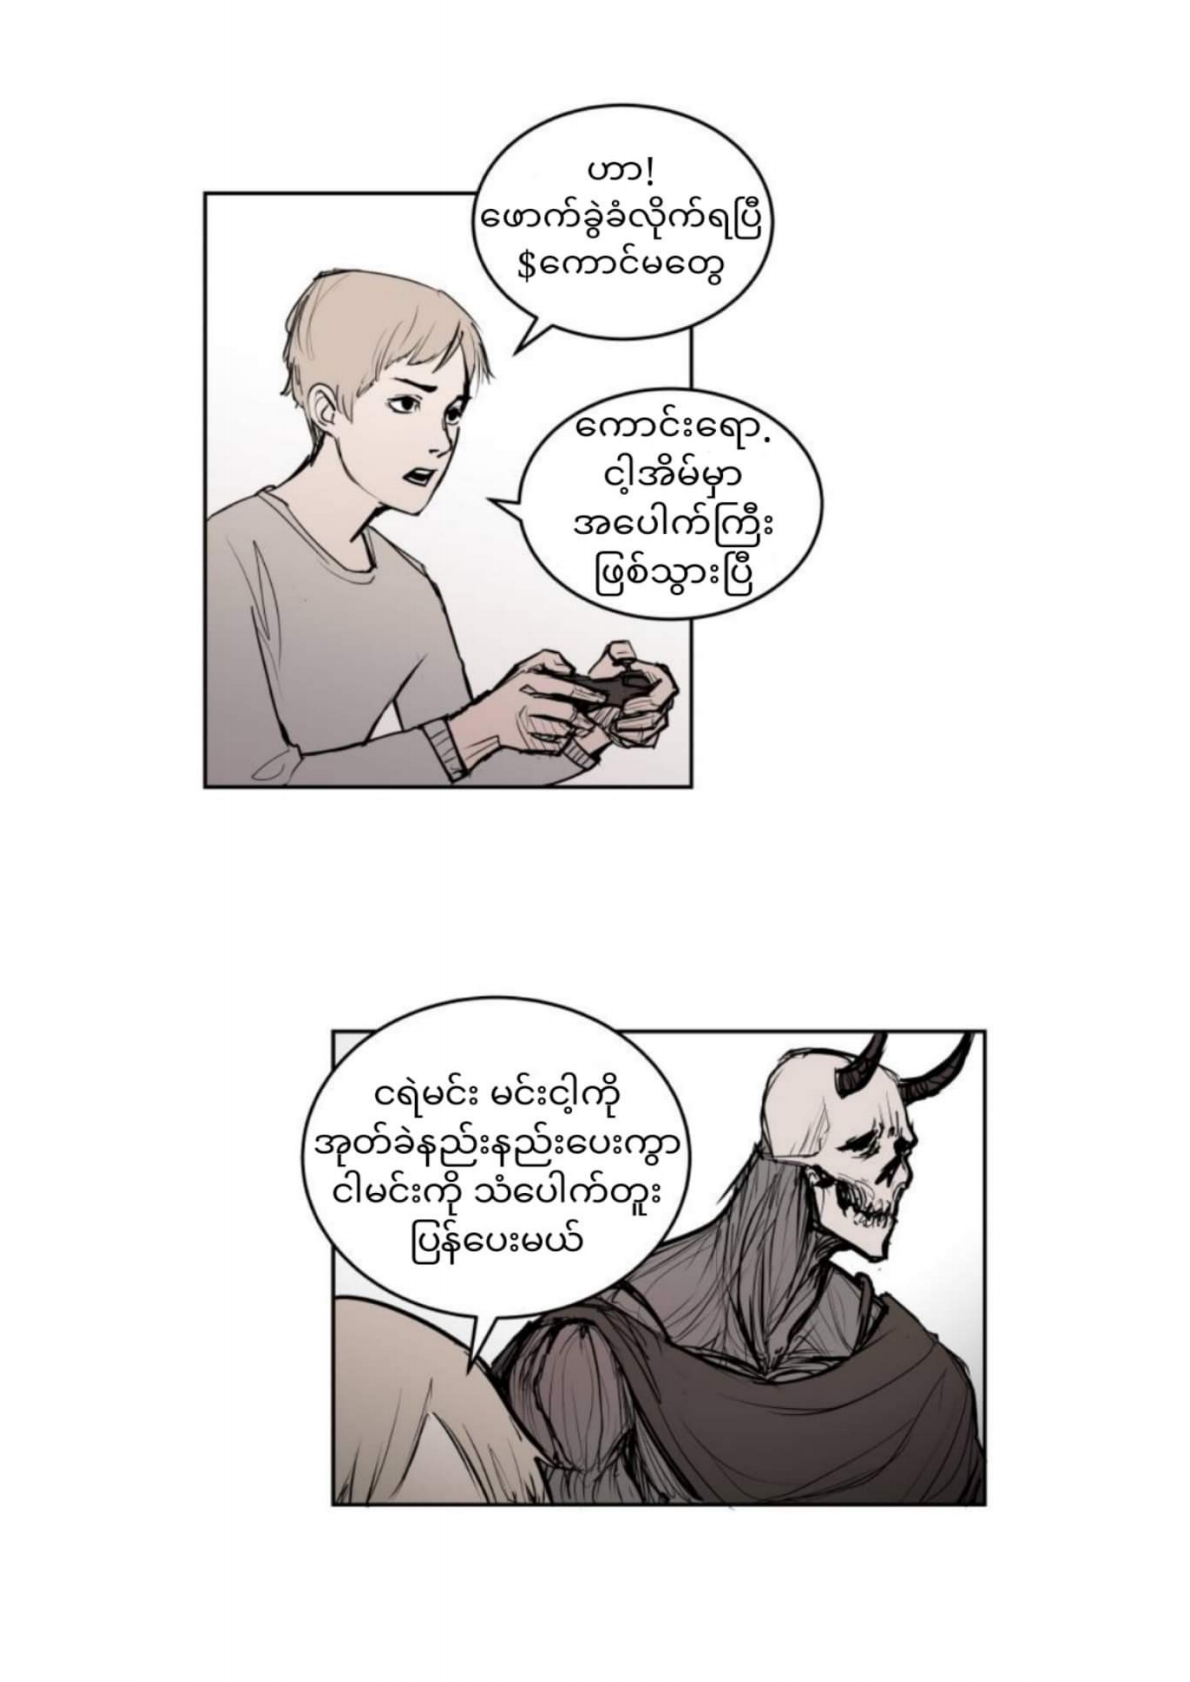 ဟာ!
ဖောက်ခွဲခံလိုက်ရပြီ
$ကောင်မတွေ
ကောင်းရော.
ငါ့အိမ်မှာ
အပေါက်ကြီး
ဖြစ်သွားပြီ
ငရဲမင်း မင်းငါ့ကို
အုတ်ခဲနည်းနည်းပေးကွာ
ငါမင်းကို သံပေါက်တူး
ပြန်ပေးမယ်